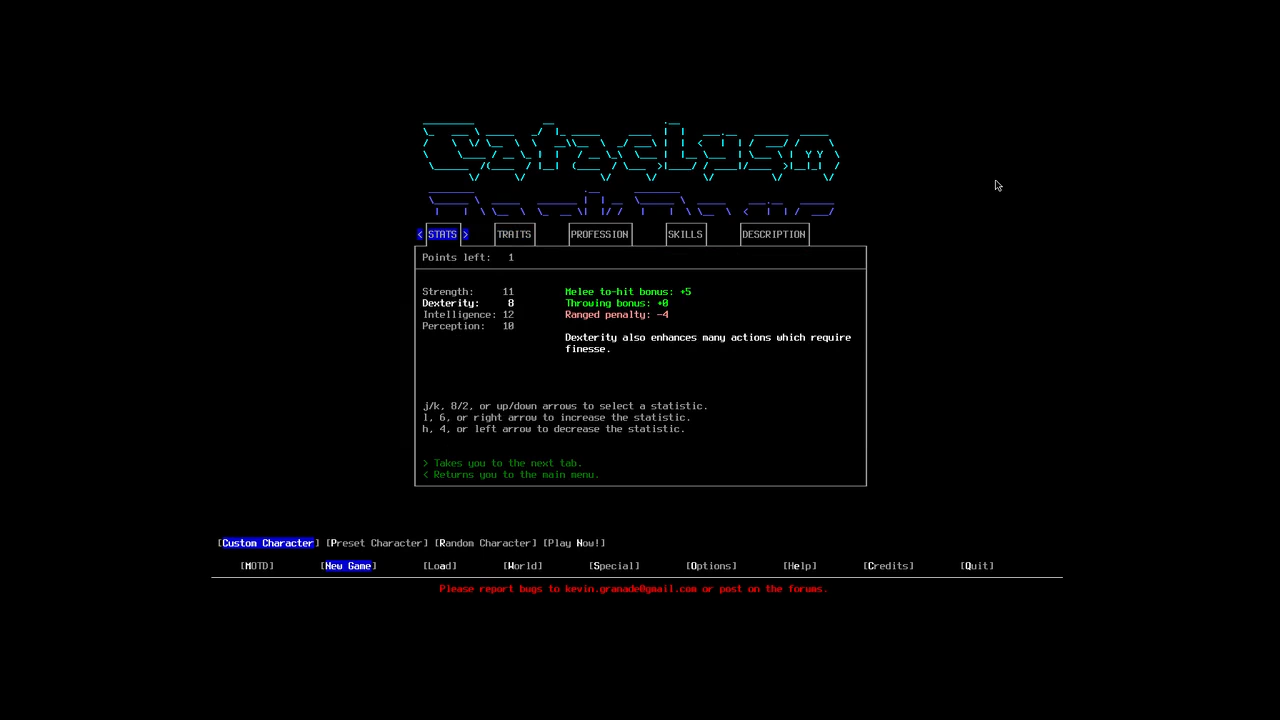 Cataclysm
< STATS > TRAITS PROFESSION SKILLS DESCRIPTION
Points left: 1
Strength: 11 Melee to-hit bonus: +5
Dexterity: 8 Throwing bonus: +0
Intelligence: 12 Ranged penalty: -4
Perception: 10
Dexterity also enhances many actions which require
finesse.
j/k, 8/2, or up/down arrows to select a statistic.
l, 6, or right arrow to increase the statistic.
h, 4, or left arrow to decrease the statistic.
> Takes you to the next tab.
< Returns you to the main menu.
[Custom Character] [Preset Character] [Random Character] [Play Now!]
[MOTD] [New Game] [Load] [World] [Special] [Options] [Help] [Credits] [Quit]
Please report bugs to kevin.granade@gmail.com or post on the forums.